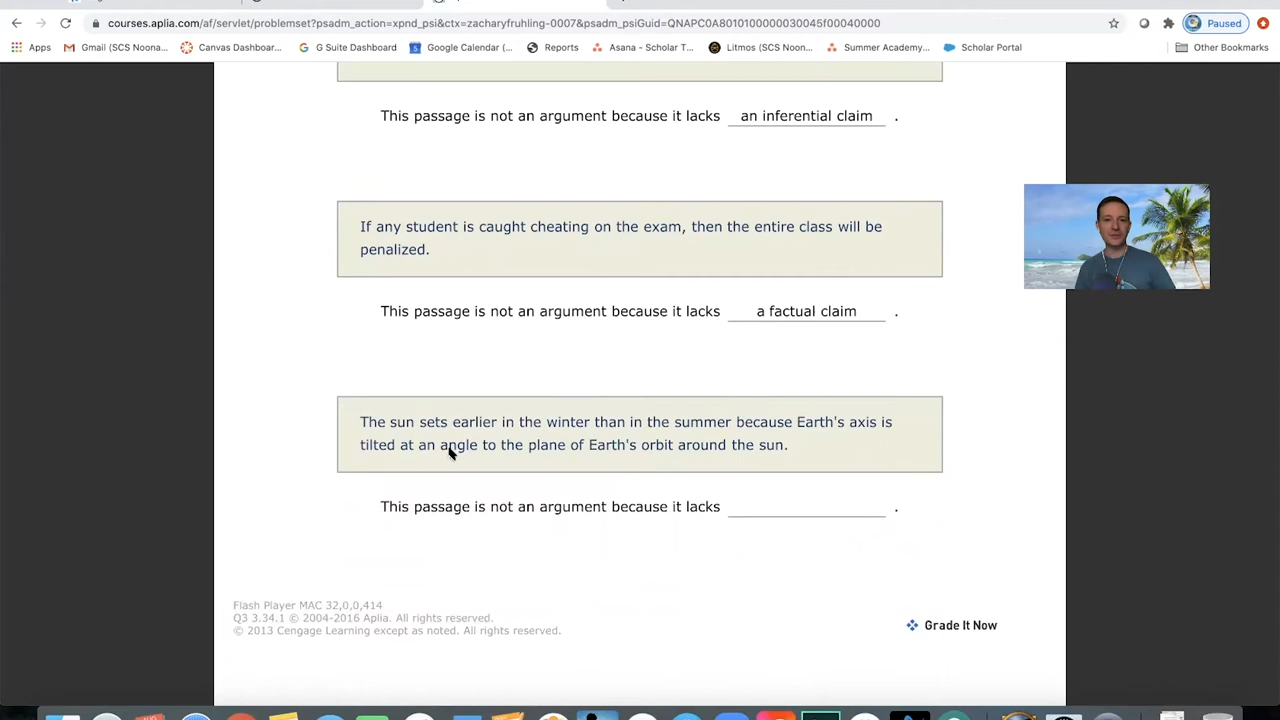 courses.aplia.com/af/servlet/problemset?psadm_action=xpnd_psi&ctx=zacharyfruhling-0007&psadm_psiGuid=QNAPC0A8010100000030045f00040000
Paused
Apps
Gmail (SCS Noona...
Canvas Dashboar...
G Suite Dashboard
Google Calendar (...
Reports
Asana - Scholar T...
Litmos (SCS Noon...
Summer Academy...
Scholar Portal
Other Bookmarks
This passage is not an argument because it lacks an inferential claim .
If any student is caught cheating on the exam, then the entire class will be
penalized.
This passage is not an argument because it lacks a factual claim .
The sun sets earlier in the winter than in the summer because Earth's axis is
tilted at an angle to the plane of Earth's orbit around the sun.
This passage is not an argument because it lacks .
Flash Player MAC 32,0,0,414
Q3 3.34.1 © 2004-2016 Aplia. All rights reserved.
© 2013 Cengage Learning except as noted. All rights reserved.
Grade It Now